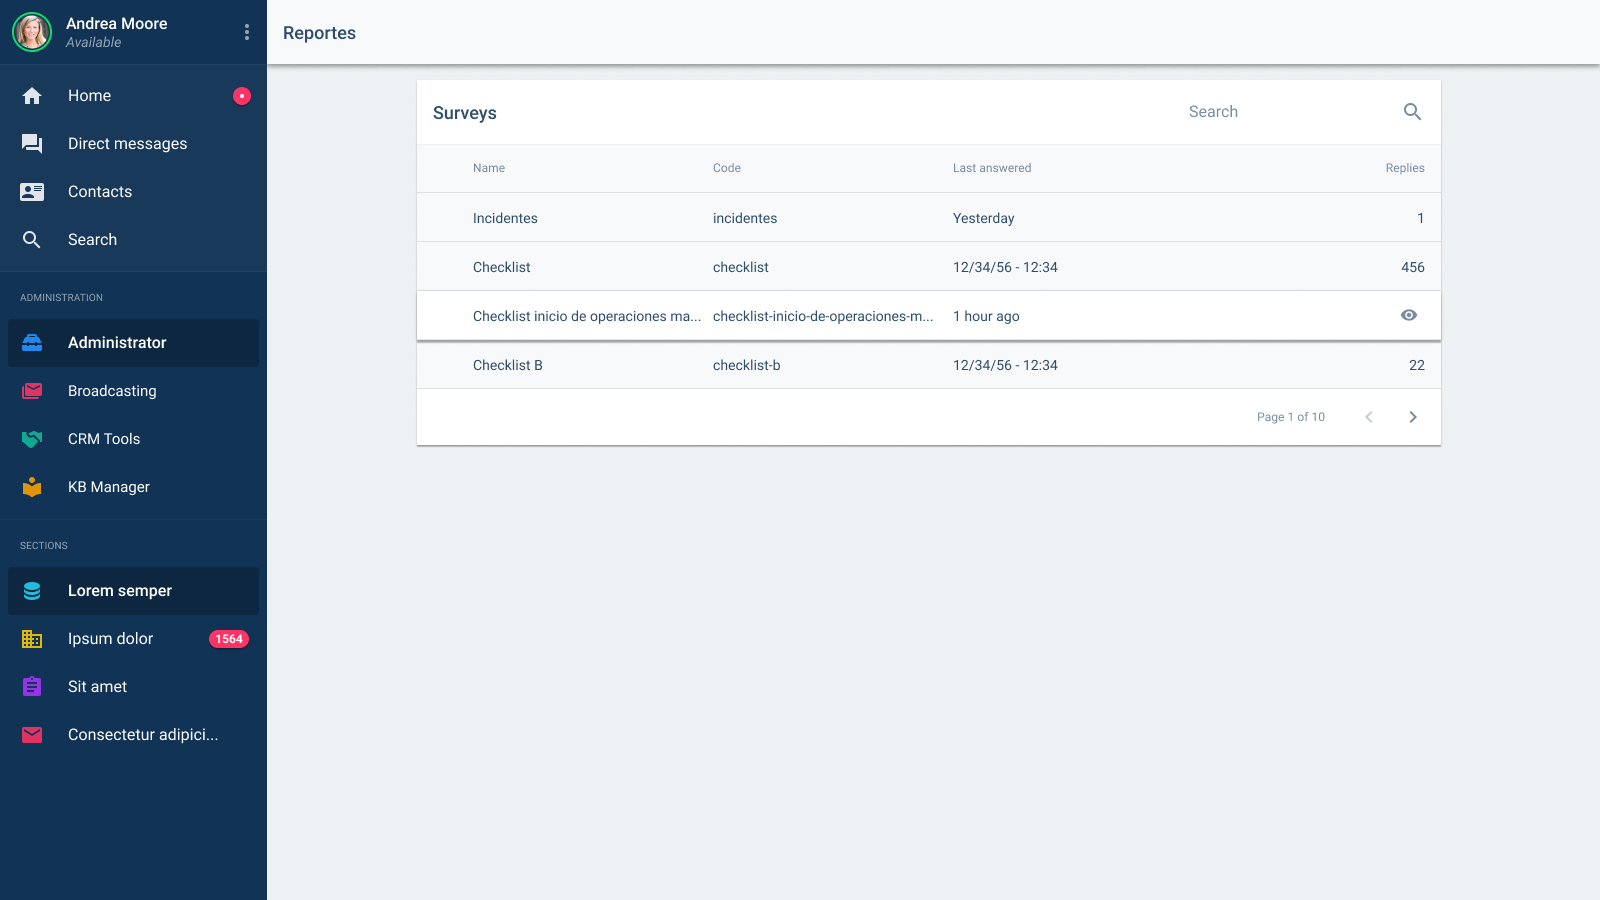 Andrea Moore
Available
Reportes
Home
Direct messages
Contacts
Search
ADMINISTRATION
Administrator
Broadcasting
CRM Tools
KB Manager
SECTIONS
Lorem semper
Ipsum dolor 1564
Sit amet
Consectetur adipici...
Surveys Search
Name Code Last answered Replies
Incidentes incidentes Yesterday 1
Checklist checklist 12/34/56 - 12:34 456
Checklist inicio de operaciones ma... checklist-inicio-de-operaciones-m... 1 hour ago
Checklist B checklist-b 12/34/56 - 12:34 22
Page 1 of 10